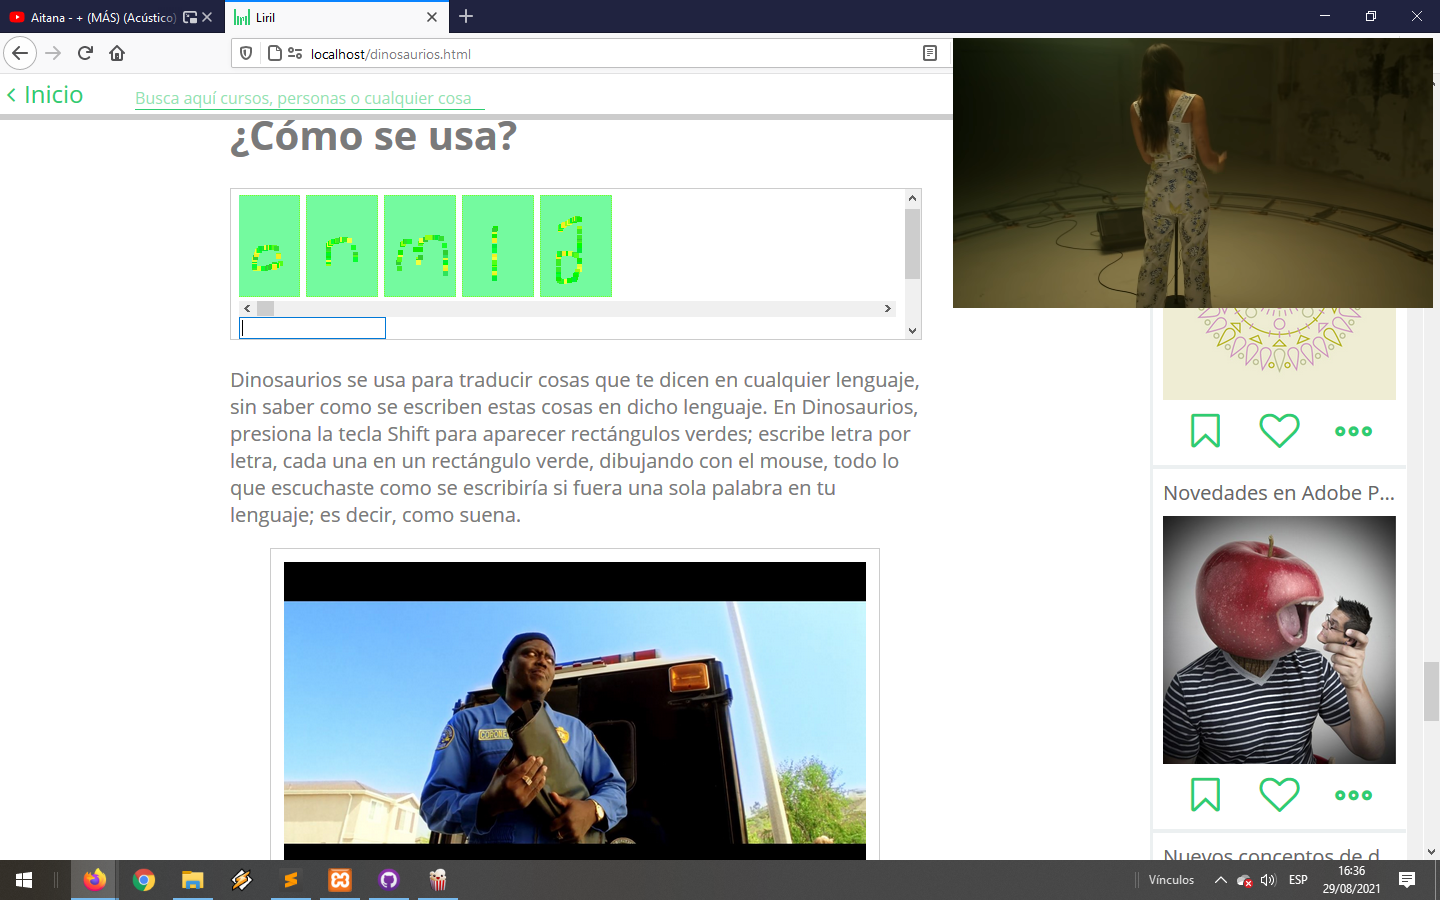 Aitana - + (MÁS) (Acústico)
Liril
localhost/dinosaurios.html
Inicio
Busca aquí cursos, personas o cualquier cosa
¿Cómo se usa?
Dinosaurios se usa para traducir cosas que te dicen en cualquier lenguaje,
sin saber como se escriben estas cosas en dicho lenguaje. En Dinosaurios,
presiona la tecla Shift para aparecer rectángulos verdes; escribe letra por
letra, cada una en un rectángulo verde, dibujando con el mouse, todo lo
que escuchaste como se escribiría si fuera una sola palabra en tu
lenguaje; es decir, como suena.
Novedades en Adobe P...
Nuevos conceptos de d
Vínculos
ESP
16:36
29/08/2021